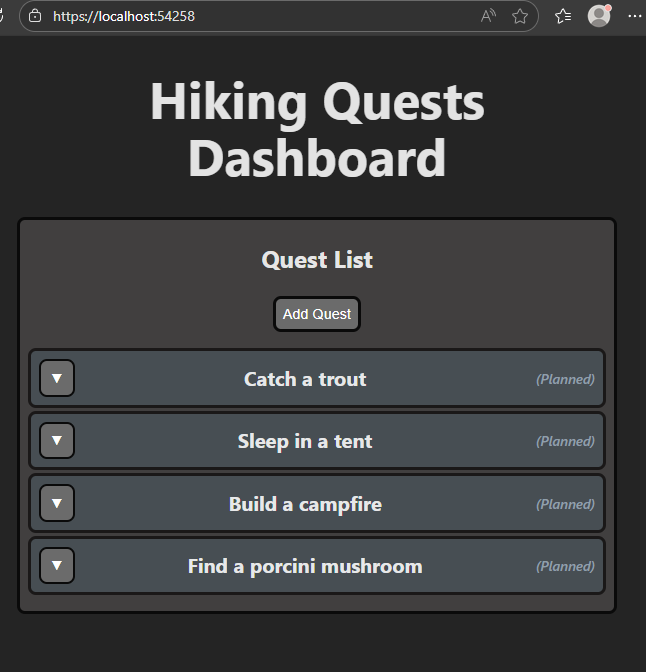 https://localhost:54258
Hiking Quests
Dashboard
Quest List
Add Quest
▼ Catch a trout (Planned)
▼ Sleep in a tent (Planned)
▼ Build a campfire (Planned)
▼ Find a porcini mushroom (Planned)